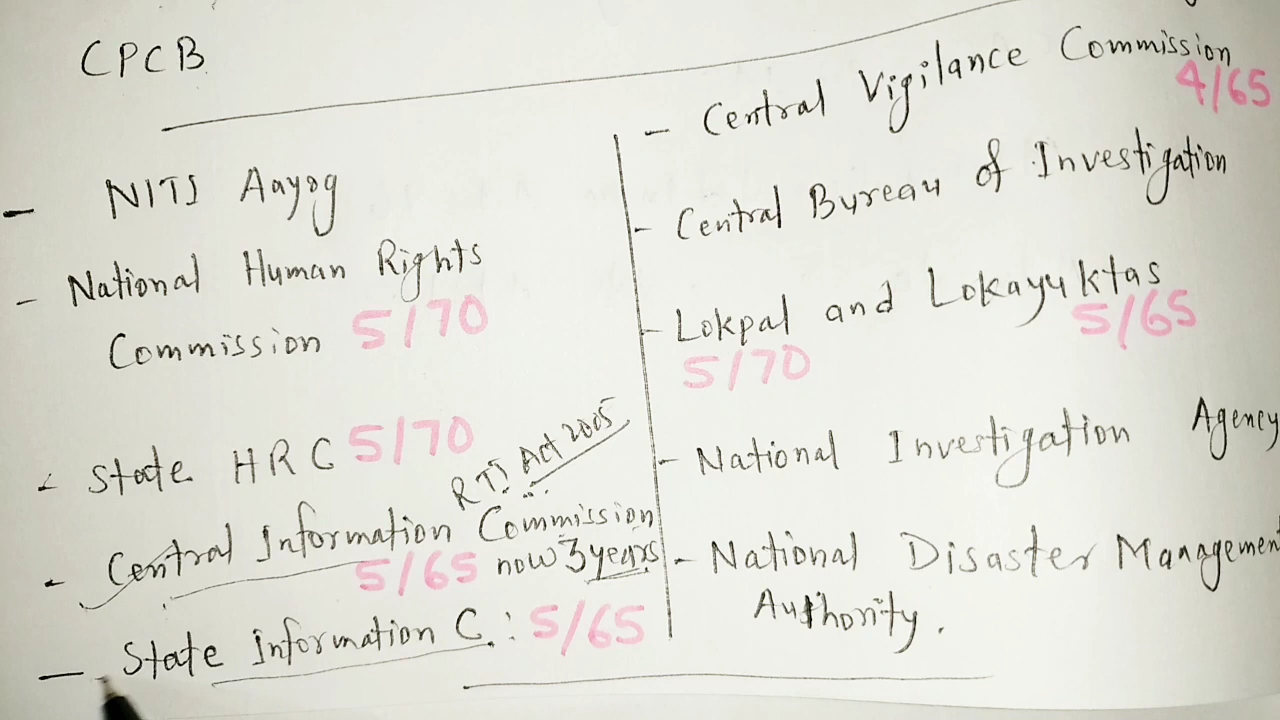 CPCB
- NITI Aayog
- National Human Rights
Commission 5/70
- State HRC 5/70
RTI Act 2005
- Central Information Commission
5/65 now 3 years
- State Information C. : 5/65
- Central Vigilance Commission
4/65
- Central Bureau of Investigation
- Lokpal and Lokayuktas
5/70 5/65
- National Investigation Agency
- National Disaster Management
Authority.